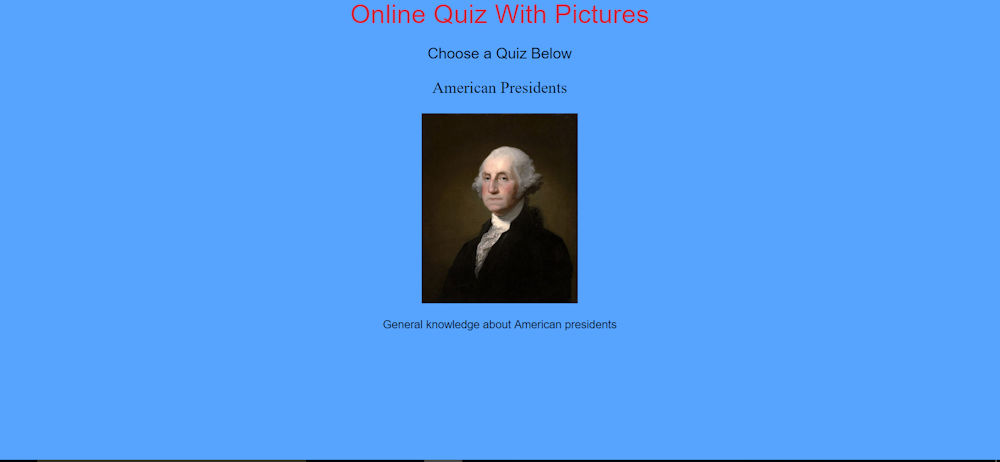 Online Quiz With Pictures
Choose a Quiz Below
American Presidents
General knowledge about American presidents